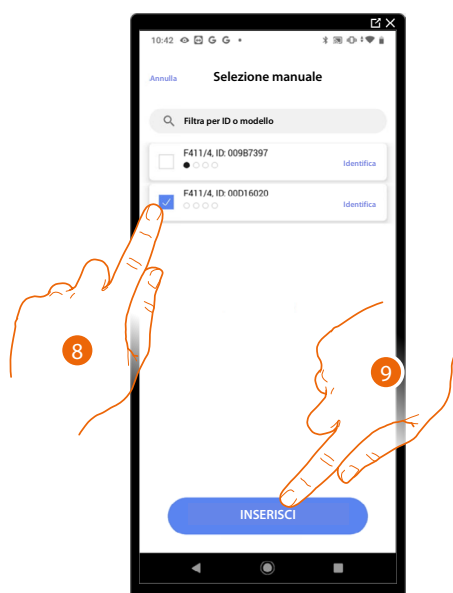 10:42 G G
Annulla
Selezione manuale
Filtra per ID o modello
F411/4, ID: 009B7397
Identifica
F411/4, ID: 00D16020
Identifica
8
9
INSERISCI